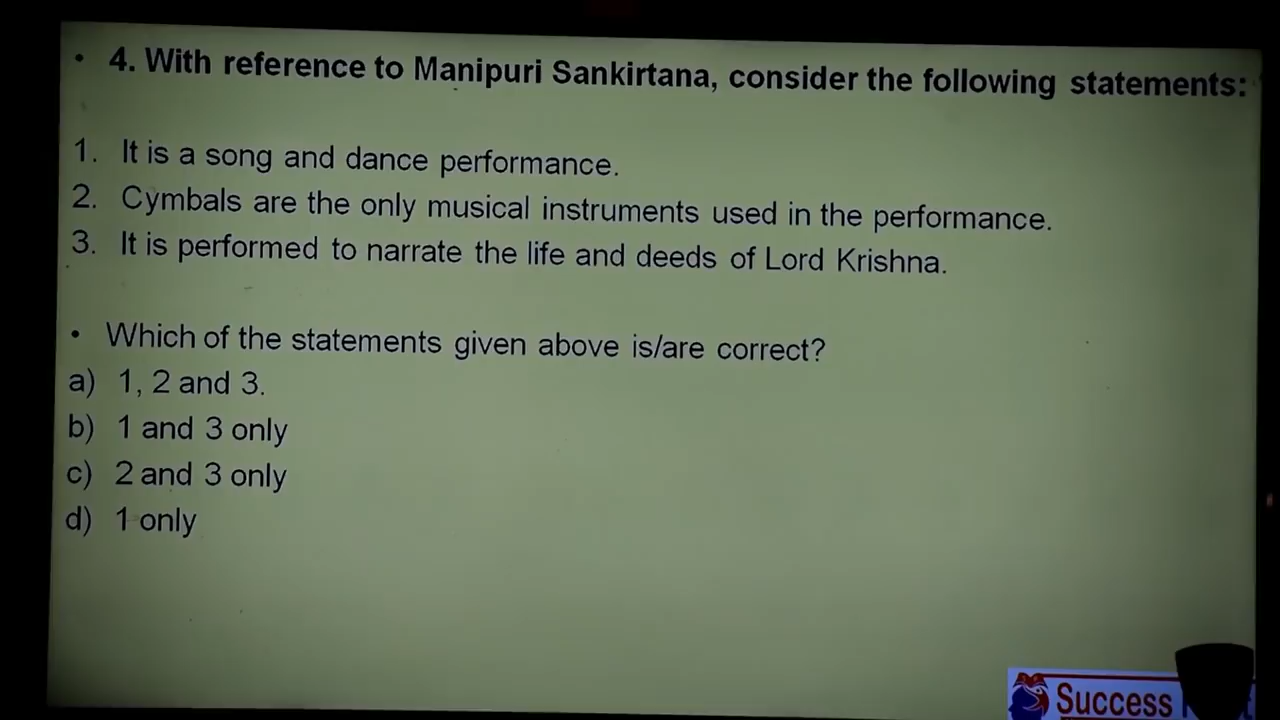 • 4. With reference to Manipuri Sankirtana, consider the following statements:
1. It is a song and dance performance.
2. Cymbals are the only musical instruments used in the performance.
3. It is performed to narrate the life and deeds of Lord Krishna.
• Which of the statements given above is/are correct?
a) 1, 2 and 3.
b) 1 and 3 only
c) 2 and 3 only
d) 1 only
Success